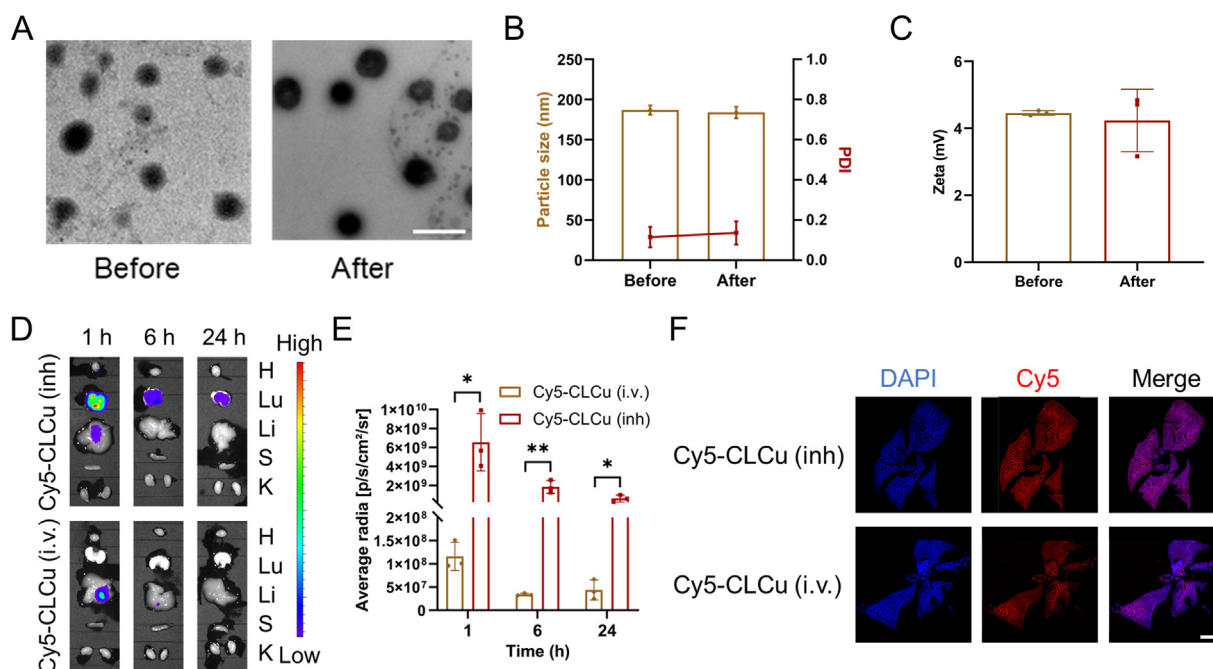 A
Before
After
B
Particle size (nm)
250
200
150
100
50
0
1.0
0.8
0.6
0.4
0.2
0.0
PDI
Before
After
C
Zeta (mV)
6
4
2
0
Before
After
D
1 h
6 h
24 h
High
Cy5-CLCu (inh)
H
Lu
Li
S
K
Cy5-CLCu (i.v.)
H
Lu
Li
S
K
Low
E
Cy5-CLCu (i.v.)
Cy5-CLCu (inh)
Average radia [p/s/cm²/sr]
1×10¹⁰
8×10⁹
6×10⁹
4×10⁹
2×10⁹
2×10⁸
1×10⁸
5×10⁷
0
*
**
*
1
6
24
Time (h)
F
DAPI
Cy5
Merge
Cy5-CLCu (inh)
Cy5-CLCu (i.v.)